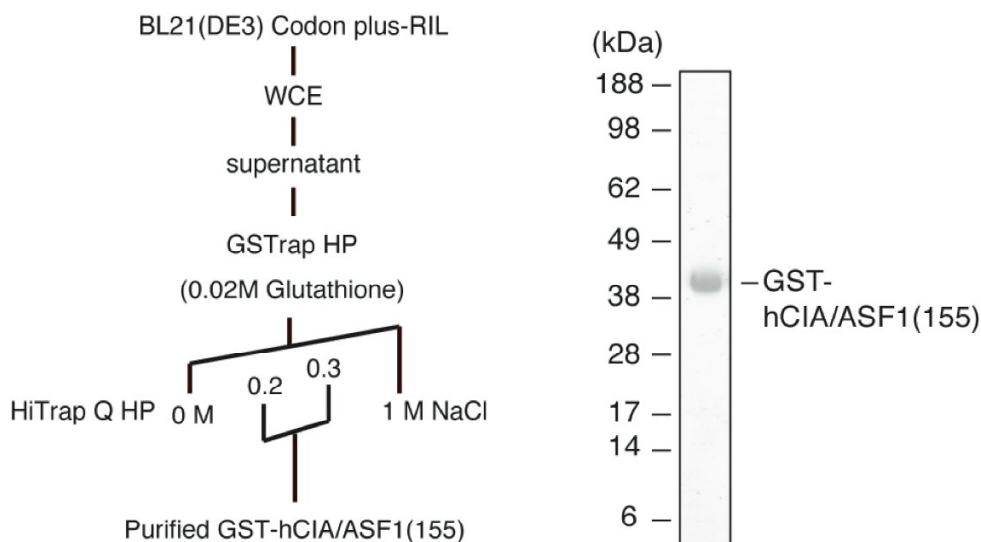 BL21(DE3) Codon plus-RIL
WCE
supernatant
GSTrap HP
(0.02M Glutathione)
0.2
0.3
HiTrap Q HP 0 M
1 M NaCl
Purified GST-hCIA/ASF1(155)
(kDa)
188
98
62
49
38
28
17
14
6
GST-
hCIA/ASF1(155)